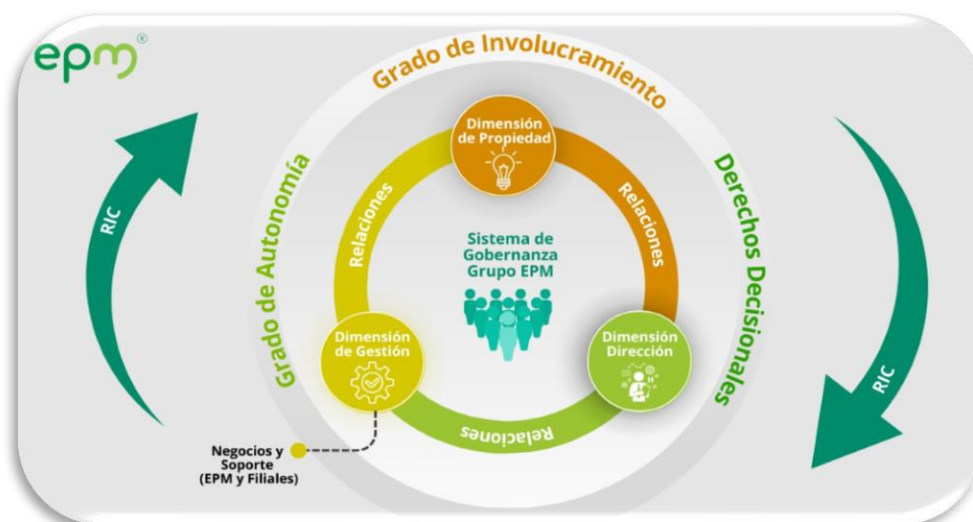 epm®
Grado de Involucramiento
Grado de Autonomía
Derechos Decisionales
RIC
Dimensión
de Propiedad
Relaciones
Relaciones
Sistema de
Gobernanza
Grupo EPM
Dimensión
de Gestión
Dimensión
Dirección
Relaciones
RIC
Negocios y
Soporte
(EPM y Filiales)